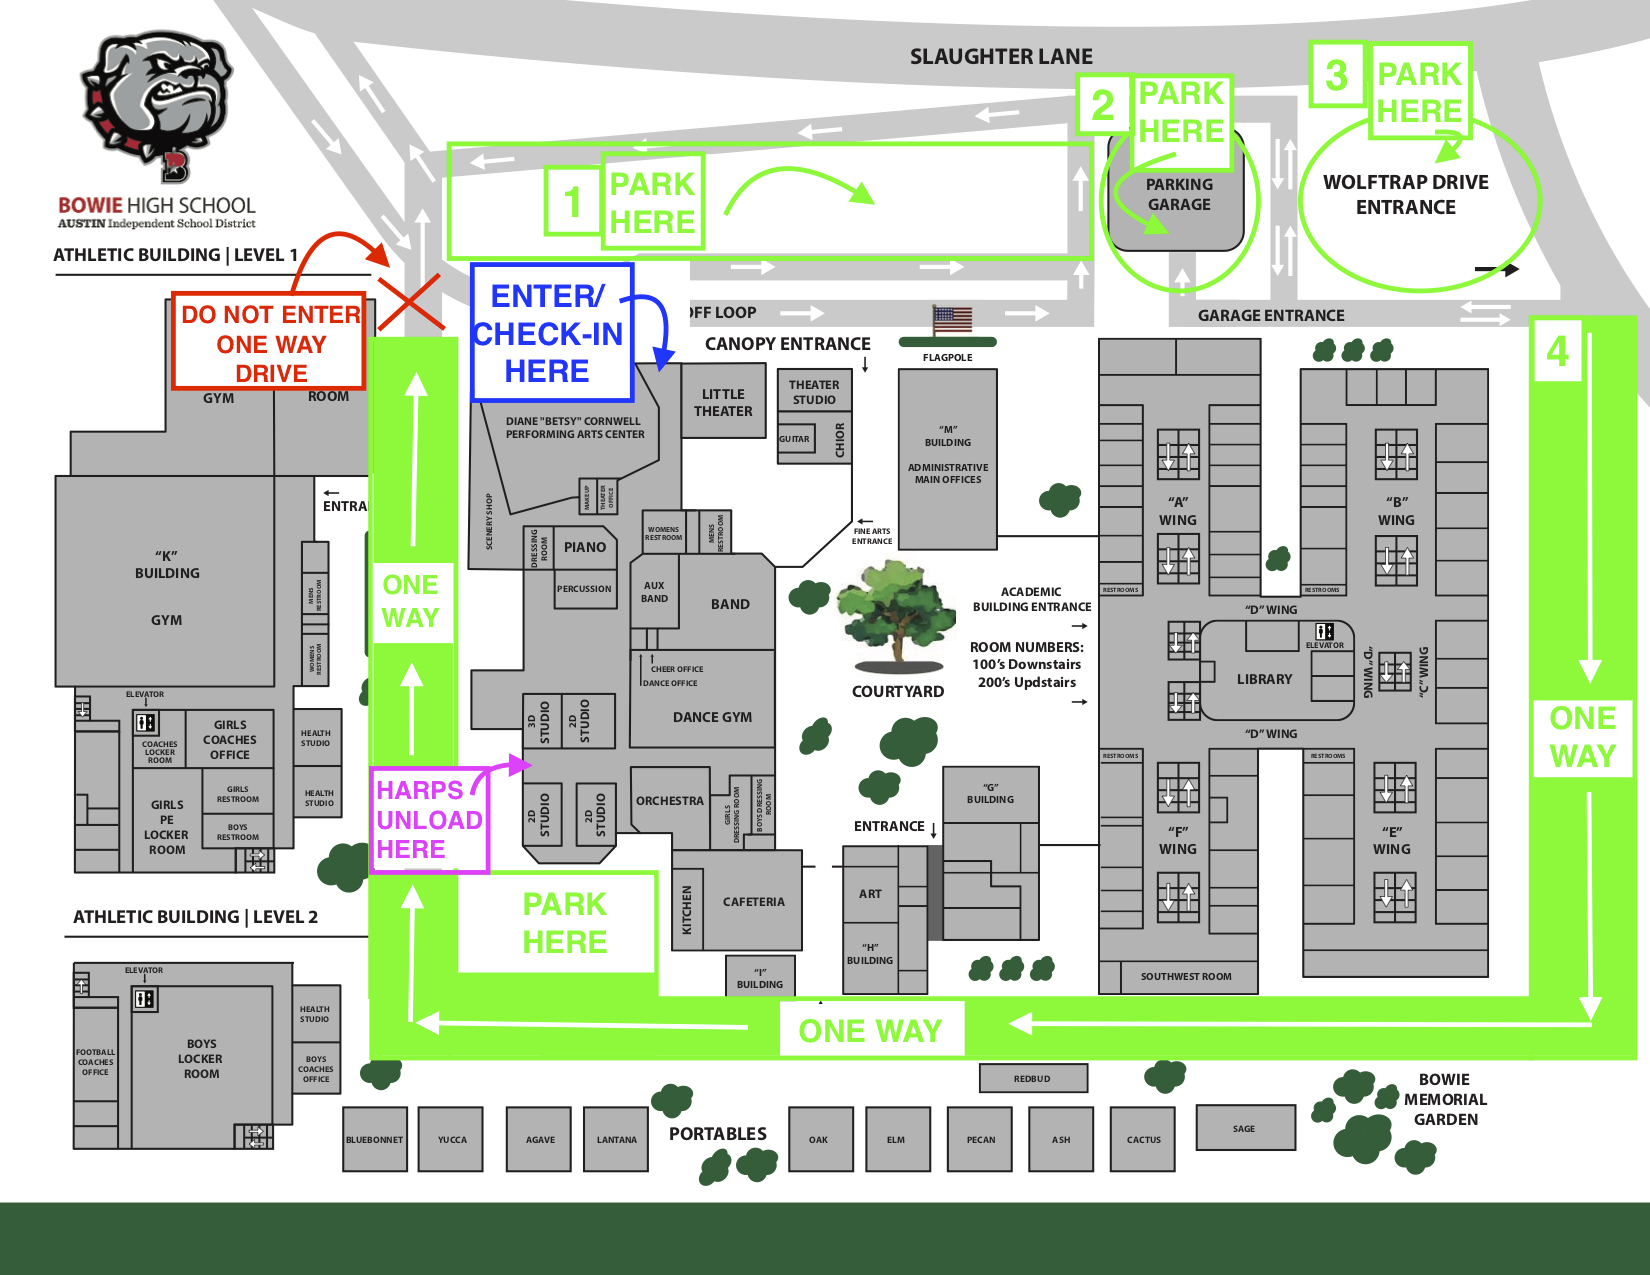 SLAUGHTER LANE
BOWIE HIGH SCHOOL
AUSTIN Independent School District
1
PARK
HERE
2
PARK
HERE
PARKING
GARAGE
3
PARK
HERE
WOLFTRAP DRIVE
ENTRANCE
ATHLETIC BUILDING | LEVEL 1
DO NOT ENTER
ONE WAY
DRIVE
GYM
ROOM
ENTER/
CHECK-IN
HERE
OFF LOOP
CANOPY ENTRANCE
FLAGPOLE
GARAGE ENTRANCE
4
"K"
BUILDING
GYM
ENTRA
MENS
RESTROOM
WOMENS
RESTROOM
ELEVATOR
COACHES
LOCKER
ROOM
GIRLS
COACHES
OFFICE
HEALTH
STUDIO
GIRLS
PE
LOCKER
ROOM
GIRLS
RESTROOM
BOYS
RESTROOM
HEALTH
STUDIO
ONE
WAY
HARPS
UNLOAD
HERE
PARK
HERE
DIANE "BETSY" CORNWELL
PERFORMING ARTS CENTER
LITTLE
THEATER
THEATER
STUDIO
GUITAR
CHIOR
SCENERY SHOP
MAKE UP
THEATER
OFFICE
DRESSING
ROOM
PIANO
PERCUSSION
WOMENS
RESTROOM
MENS
RESTROOM
AUX
BAND
BAND
CHEER OFFICE
DANCE OFFICE
DANCE GYM
3D
STUDIO
2D
STUDIO
2D
STUDIO
2D
STUDIO
ORCHESTRA
GIRLS
DRESSING ROOM
BOYS DRESSING
ROOM
KITCHEN
CAFETERIA
"I"
BUILDING
FINE ARTS
ENTRANCE
"M"
BUILDING
ADMINISTRATIVE
MAIN OFFICES
COURTYARD
ACADEMIC
BUILDING ENTRANCE
ROOM NUMBERS:
100's Downstairs
200's Updstairs
ENTRANCE
"G"
BUILDING
ART
"H"
BUILDING
"A"
WING
RESTROOMS
"B"
WING
RESTROOMS
"D" WING
LIBRARY
ELEVATOR
"D" WING
"C" WING
"D" WING
RESTROOMS
RESTROOMS
"F"
WING
"E"
WING
SOUTHWEST ROOM
ONE
WAY
ONE WAY
ATHLETIC BUILDING | LEVEL 2
ELEVATOR
FOOTBALL
COACHES
OFFICE
BOYS
LOCKER
ROOM
HEALTH
STUDIO
BOYS
COACHES
OFFICE
BLUEBONNET
YUCCA
AGAVE
LANTANA
PORTABLES
OAK
ELM
PECAN
ASH
CACTUS
REDBUD
SAGE
BOWIE
MEMORIAL
GARDEN